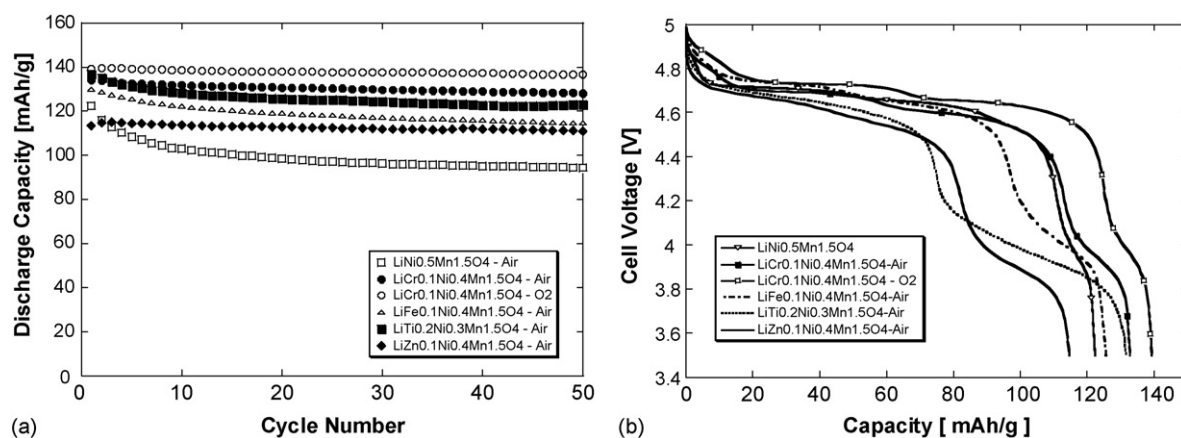 160
140
120
100
80
60
40
20
0
Discharge Capacity [mAh/g]
LiNi0.5Mn1.5O4 - Air
LiCr0.1Ni0.4Mn1.5O4 - Air
LiCr0.1Ni0.4Mn1.5O4 - O2
LiFe0.1Ni0.4Mn1.5O4 - Air
LiTi0.2Ni0.3Mn1.5O4 - Air
LiZn0.1Ni0.4Mn1.5O4 - Air
0 10 20 30 40 50
(a) Cycle Number
5
4.8
4.6
4.4
4.2
4
3.8
3.6
3.4
Cell Voltage [V]
LiNi0.5Mn1.5O4
LiCr0.1Ni0.4Mn1.5O4-Air
LiCr0.1Ni0.4Mn1.5O4 - O2
LiFe0.1Ni0.4Mn1.5O4-Air
LiTi0.2Ni0.3Mn1.5O4-Air
LiZn0.1Ni0.4Mn1.5O4-Air
0 20 40 60 80 100 120 140
(b) Capacity [ mAh/g ]